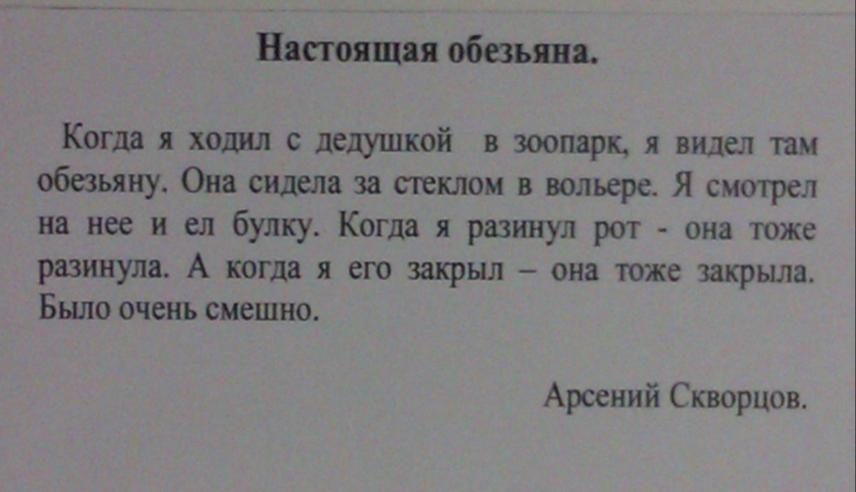 Настоящая обезьяна.
Когда я ходил с дедушкой в зоопарк, я видел там
обезьяну. Она сидела за стеклом в вольере. Я смотрел
на нее и ел булку. Когда я разинул рот - она тоже
разинула. А когда я его закрыл – она тоже закрыла.
Было очень смешно.
Арсений Скворцов.